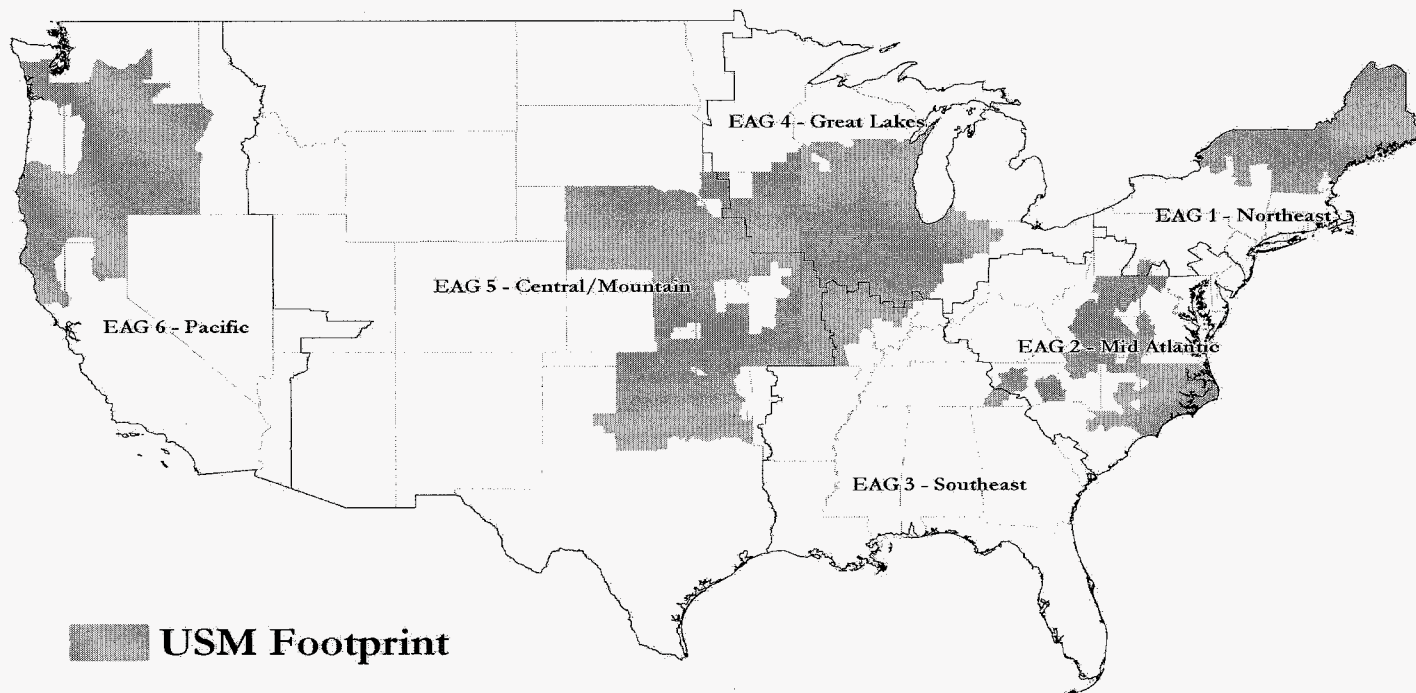 EAG 4 - Great Lakes
EAG 1 - Northeast
EAG 5 - Central/Mountain
EAG 6 - Pacific
EAG 2 - Mid Atlantic
EAG 3 - Southeast
USM Footprint